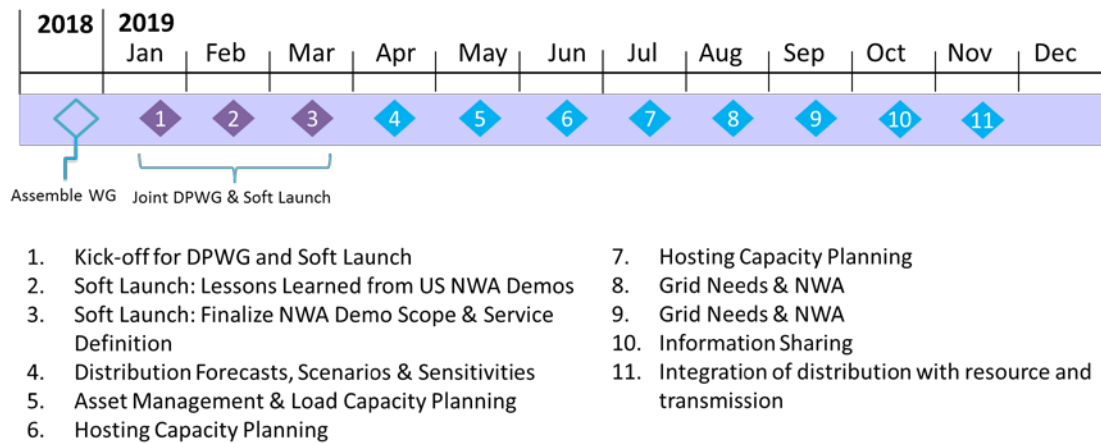 2018 2019
Jan Feb Mar Apr May Jun Jul Aug Sep Oct Nov Dec
1 2 3 4 5 6 7 8 9 10 11
Assemble WG Joint DPWG & Soft Launch
1. Kick-off for DPWG and Soft Launch
2. Soft Launch: Lessons Learned from US NWA Demos
3. Soft Launch: Finalize NWA Demo Scope & Service
Definition
4. Distribution Forecasts, Scenarios & Sensitivities
5. Asset Management & Load Capacity Planning
6. Hosting Capacity Planning
7. Hosting Capacity Planning
8. Grid Needs & NWA
9. Grid Needs & NWA
10. Information Sharing
11. Integration of distribution with resource and
transmission